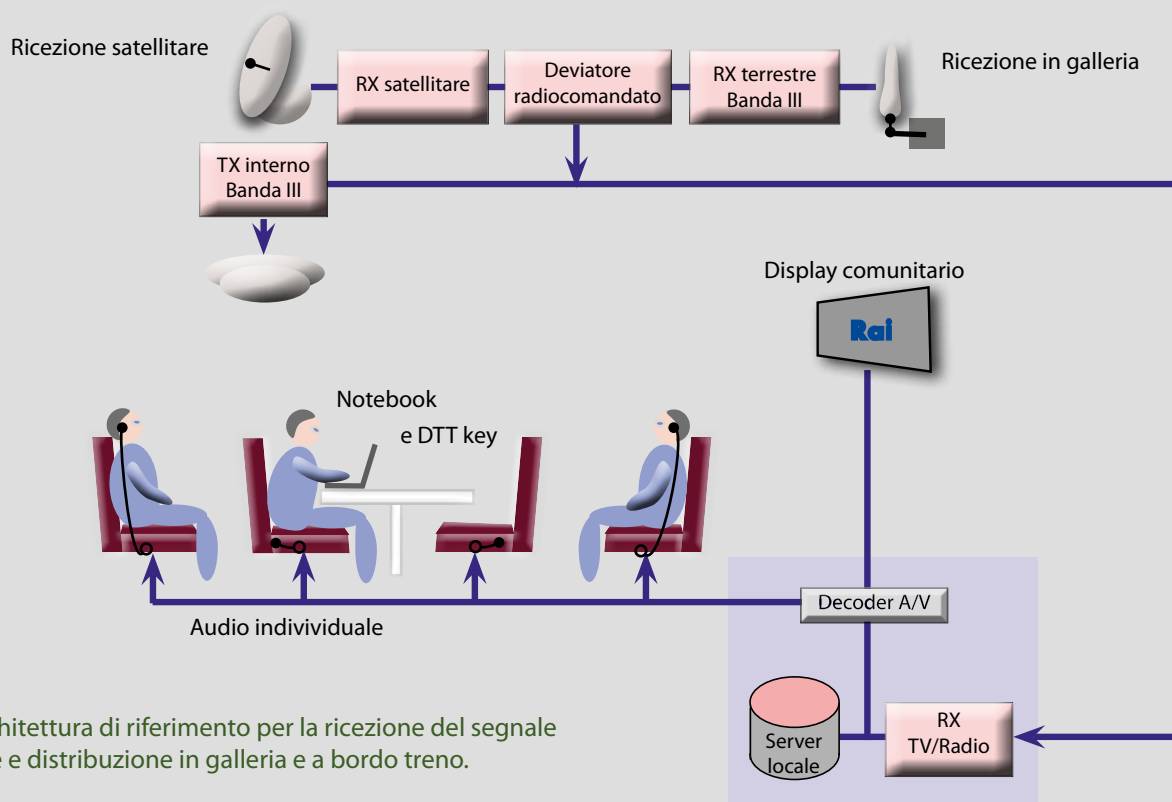 Ricezione satellitare
RX satellitare
Deviatore
radiocomandato
RX terrestre
Banda III
Ricezione in galleria
TX interno
Banda III
Display comunitario
Rai
Notebook
e DTT key
Decoder A/V
Audio indivividuale
Server
locale
RX
TV/Radio
chitettura di riferimento per la ricezione del segnale
e e distribuzione in galleria e a bordo treno.